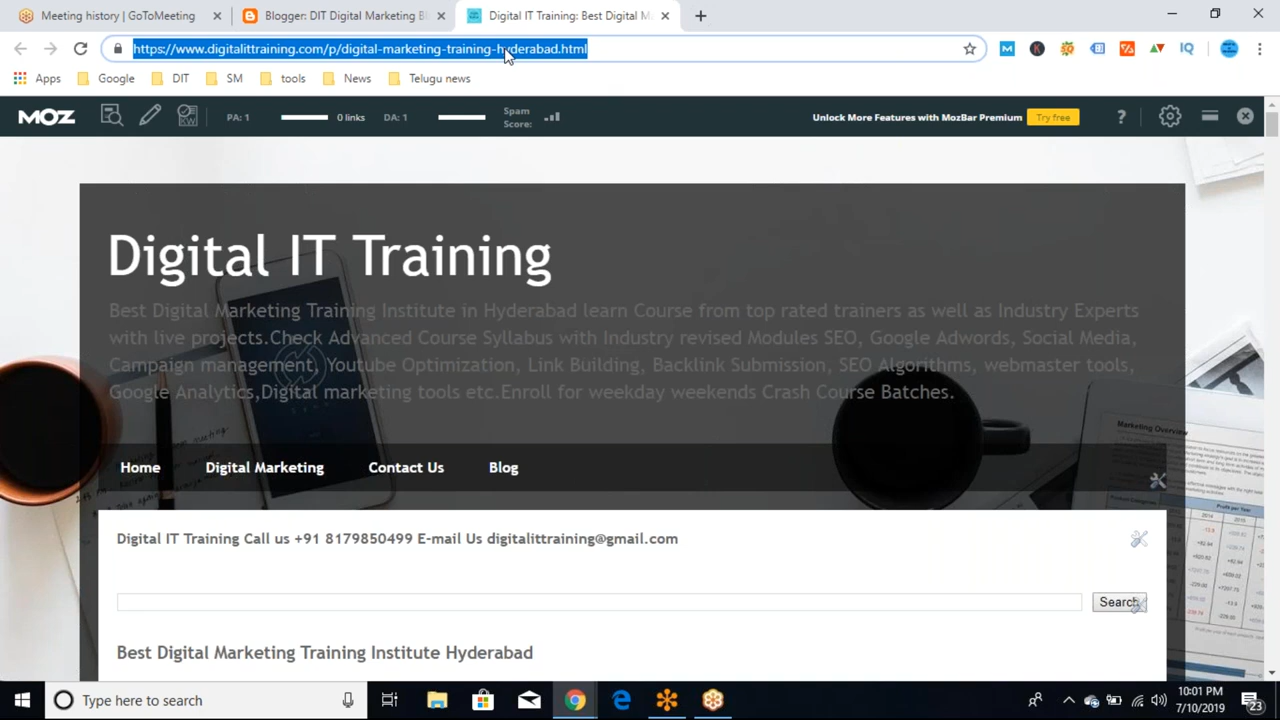 Meeting history | GoToMeeting
Blogger: DIT Digital Marketing B
Digital IT Training: Best Digital M
https://www.digitalittraining.com/p/digital-marketing-training-hyderabad.html
Apps Google DIT SM tools News Telugu news
MOZ PA: 1 0 links DA: 1 Spam Score: Unlock More Features with MozBar Premium Try free ?
Digital IT Training
Best Digital Marketing Training Institute in Hyderabad learn Course from top rated trainers as well as Industry Experts
with live projects.Check Advanced Course Syllabus with Industry revised Modules SEO, Google Adwords, Social Media,
Campaign management, Youtube Optimization, Link Building, Backlink Submission, SEO Algorithms, webmaster tools,
Google Analytics,Digital marketing tools etc.Enroll for weekday weekends Crash Course Batches.
Marketing Overview
Home Digital Marketing Contact Us Blog
Digital IT Training Call us +91 8179850499 E-mail Us digitalittraining@gmail.com
Search
Best Digital Marketing Training Institute Hyderabad
Type here to search
10:01 PM
7/10/2019
23